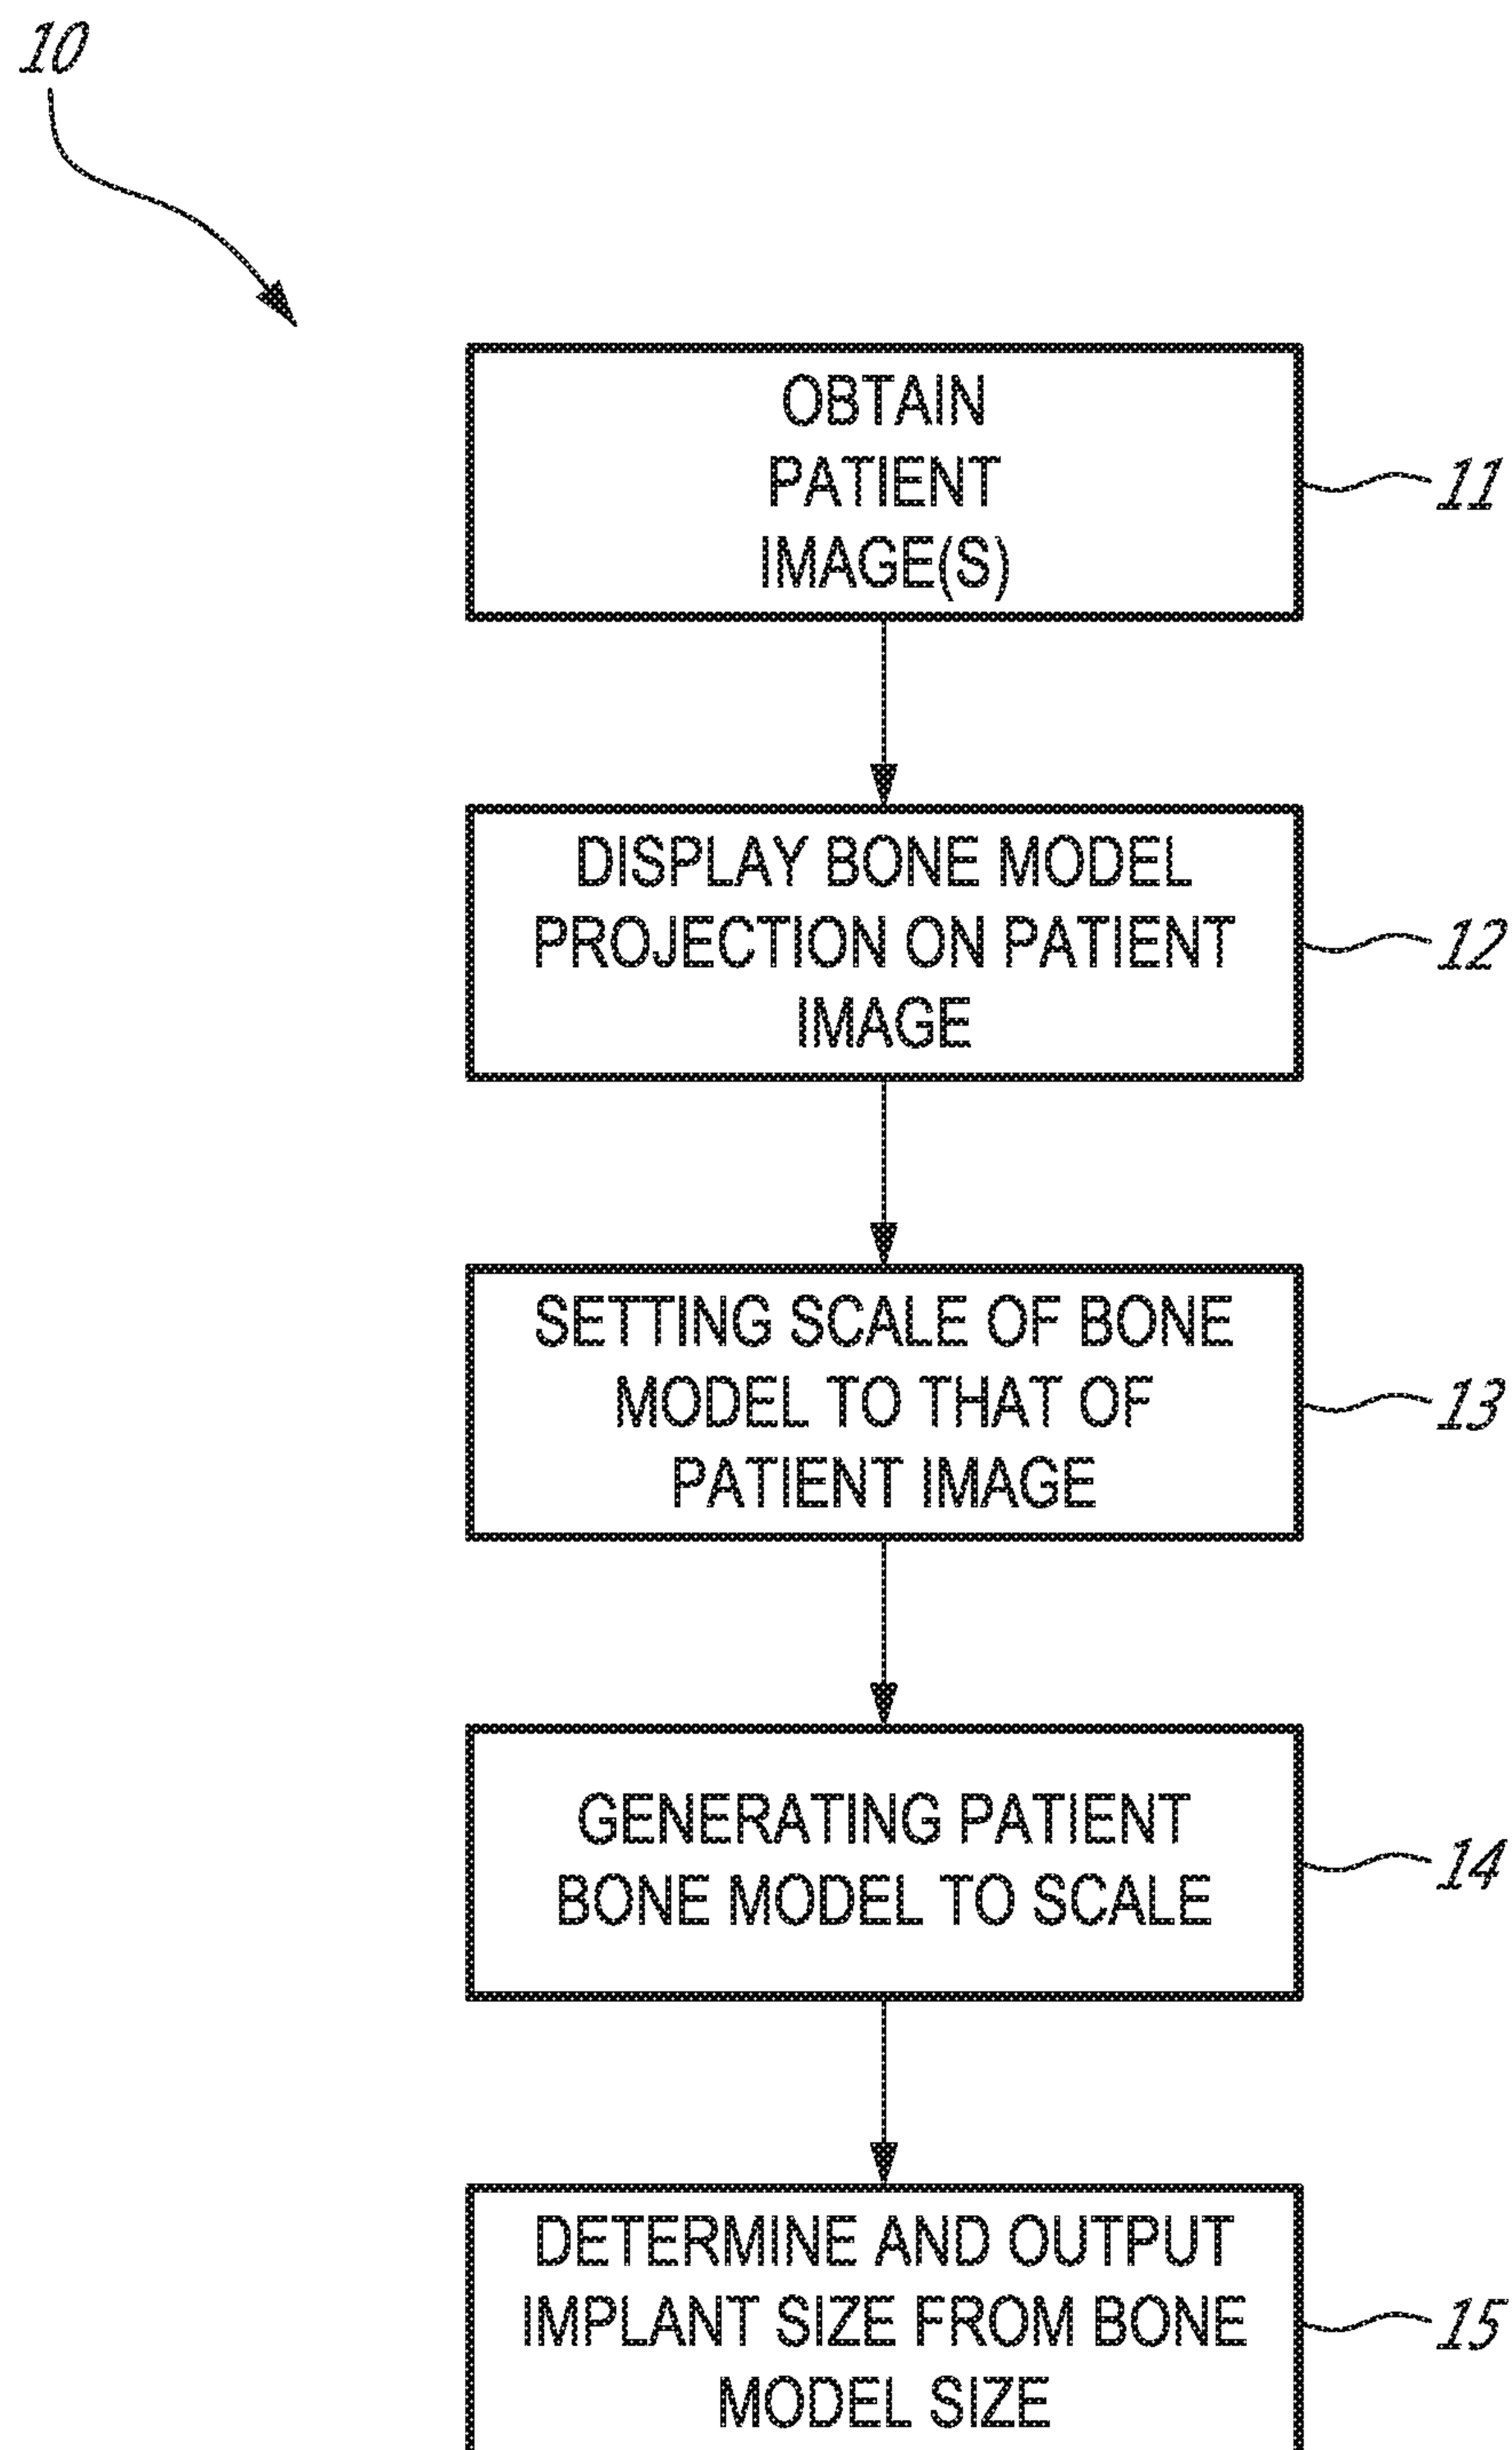 10
OBTAIN
PATIENT
IMAGE(S)
11
DISPLAY BONE MODEL
PROJECTION ON PATIENT
IMAGE
12
SETTING SCALE OF BONE
MODEL TO THAT OF
PATIENT IMAGE
13
GENERATING PATIENT
BONE MODEL TO SCALE
14
DETERMINE AND OUTPUT
IMPLANT SIZE FROM BONE
MODEL SIZE
15